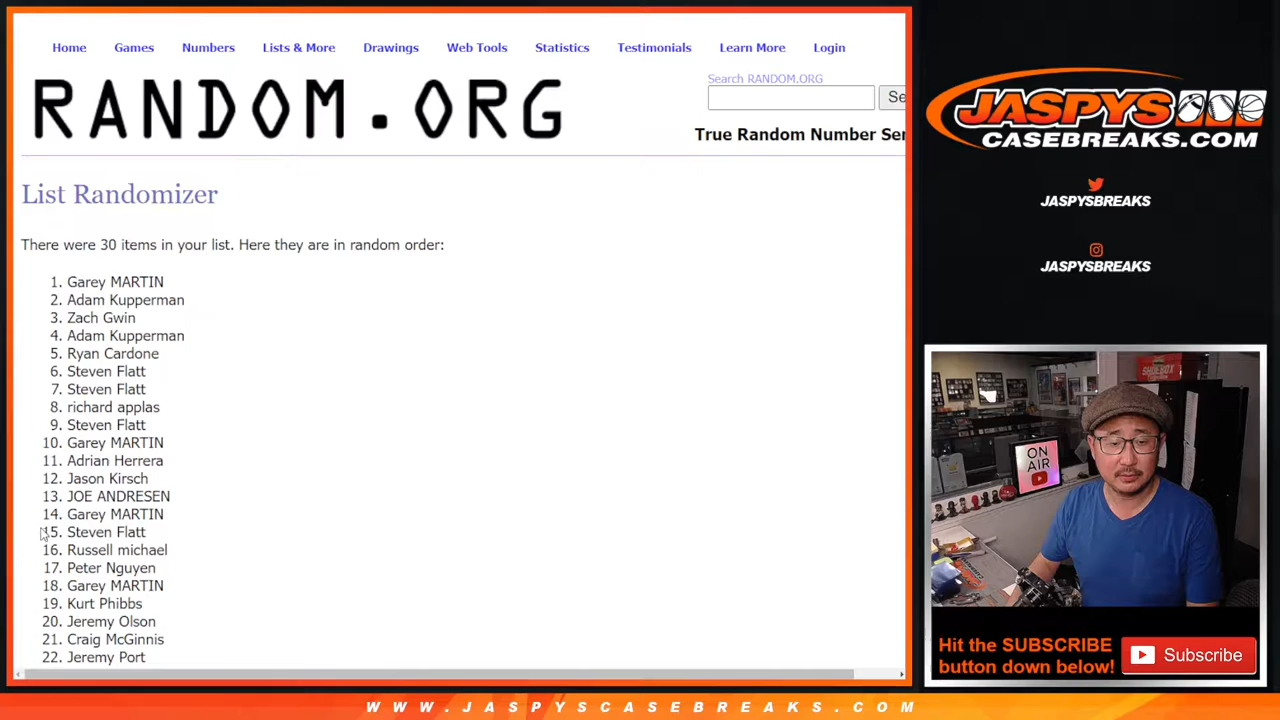 Home Games Numbers Lists & More Drawings Web Tools Statistics Testimonials Learn More Login
RANDOM.ORG
Search RANDOM.ORG
Se
True Random Number Ser
List Randomizer
There were 30 items in your list. Here they are in random order:
1. Garey MARTIN
2. Adam Kupperman
3. Zach Gwin
4. Adam Kupperman
5. Ryan Cardone
6. Steven Flatt
7. Steven Flatt
8. richard applas
9. Steven Flatt
10. Garey MARTIN
11. Adrian Herrera
12. Jason Kirsch
13. JOE ANDRESEN
14. Garey MARTIN
15. Steven Flatt
16. Russell michael
17. Peter Nguyen
18. Garey MARTIN
19. Kurt Phibbs
20. Jeremy Olson
21. Craig McGinnis
22. Jeremy Port
JASPYS
CASEBREAKS.COM
JASPYSBREAKS
JASPYSBREAKS
SHOEBOX
ON
AIR
Hit the SUBSCRIBE
button down below!
Subscribe
WWW.JASPYSCASEBREAKS.COM